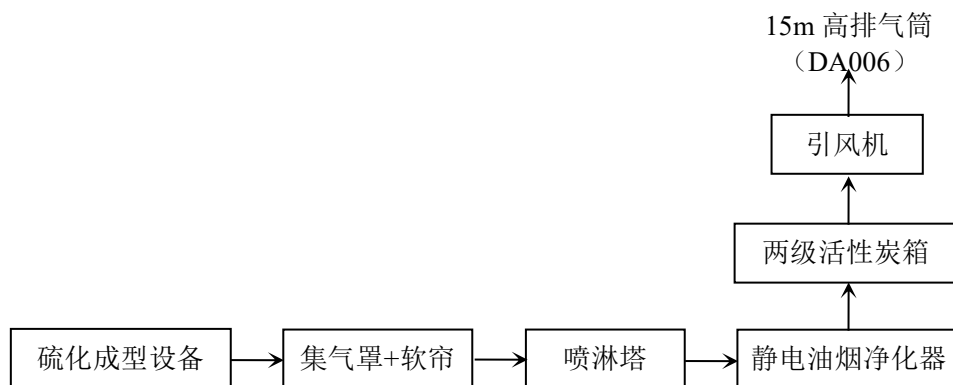 15m 高排气筒
（DA006）
引风机
两级活性炭箱
硫化成型设备
集气罩+软帘
喷淋塔
静电油烟净化器